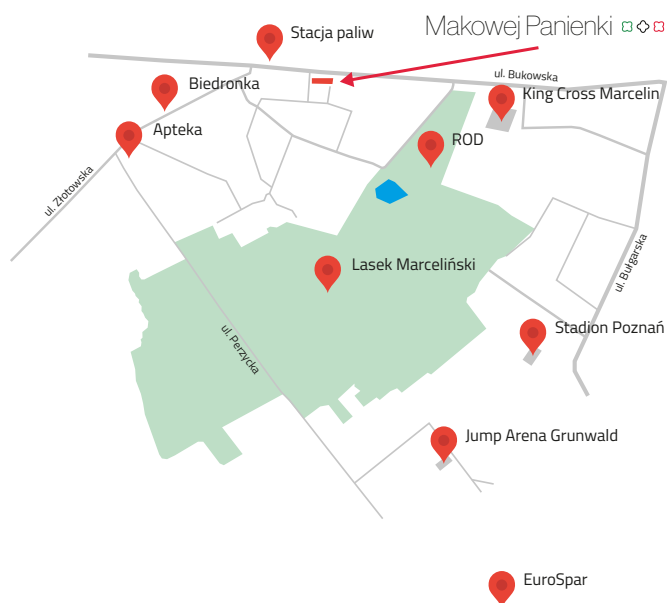 Makowej Panienki
Stacja paliw
ul. Bukowska
Biedronka
King Cross Marcelin
Apteka
ROD
ul. Złotowska
ul. Bułgarska
Lasek Marceliński
Stadion Poznań
ul. Perzycka
Jump Arena Grunwald
EuroSpar